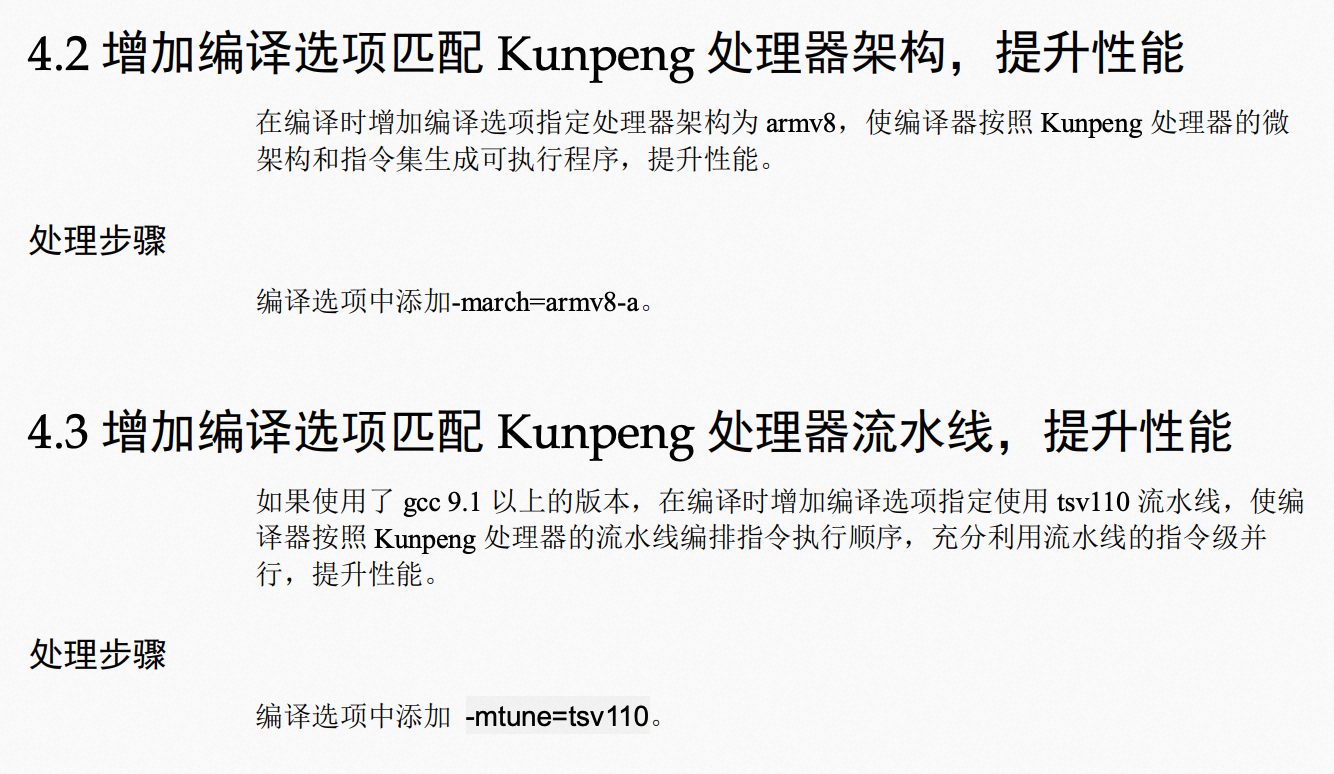 4.2 增加编译选项匹配 Kunpeng 处理器架构，提升性能
在编译时增加编译选项指定处理器架构为 armv8，使编译器按照 Kunpeng 处理器的微
架构和指令集生成可执行程序，提升性能。
处理步骤
编译选项中添加-march=armv8-a。
4.3 增加编译选项匹配 Kunpeng 处理器流水线，提升性能
如果使用了 gcc 9.1 以上的版本，在编译时增加编译选项指定使用 tsv110 流水线，使编
译器按照 Kunpeng 处理器的流水线编排指令执行顺序，充分利用流水线的指令级并
行，提升性能。
处理步骤
编译选项中添加 -mtune=tsv110。